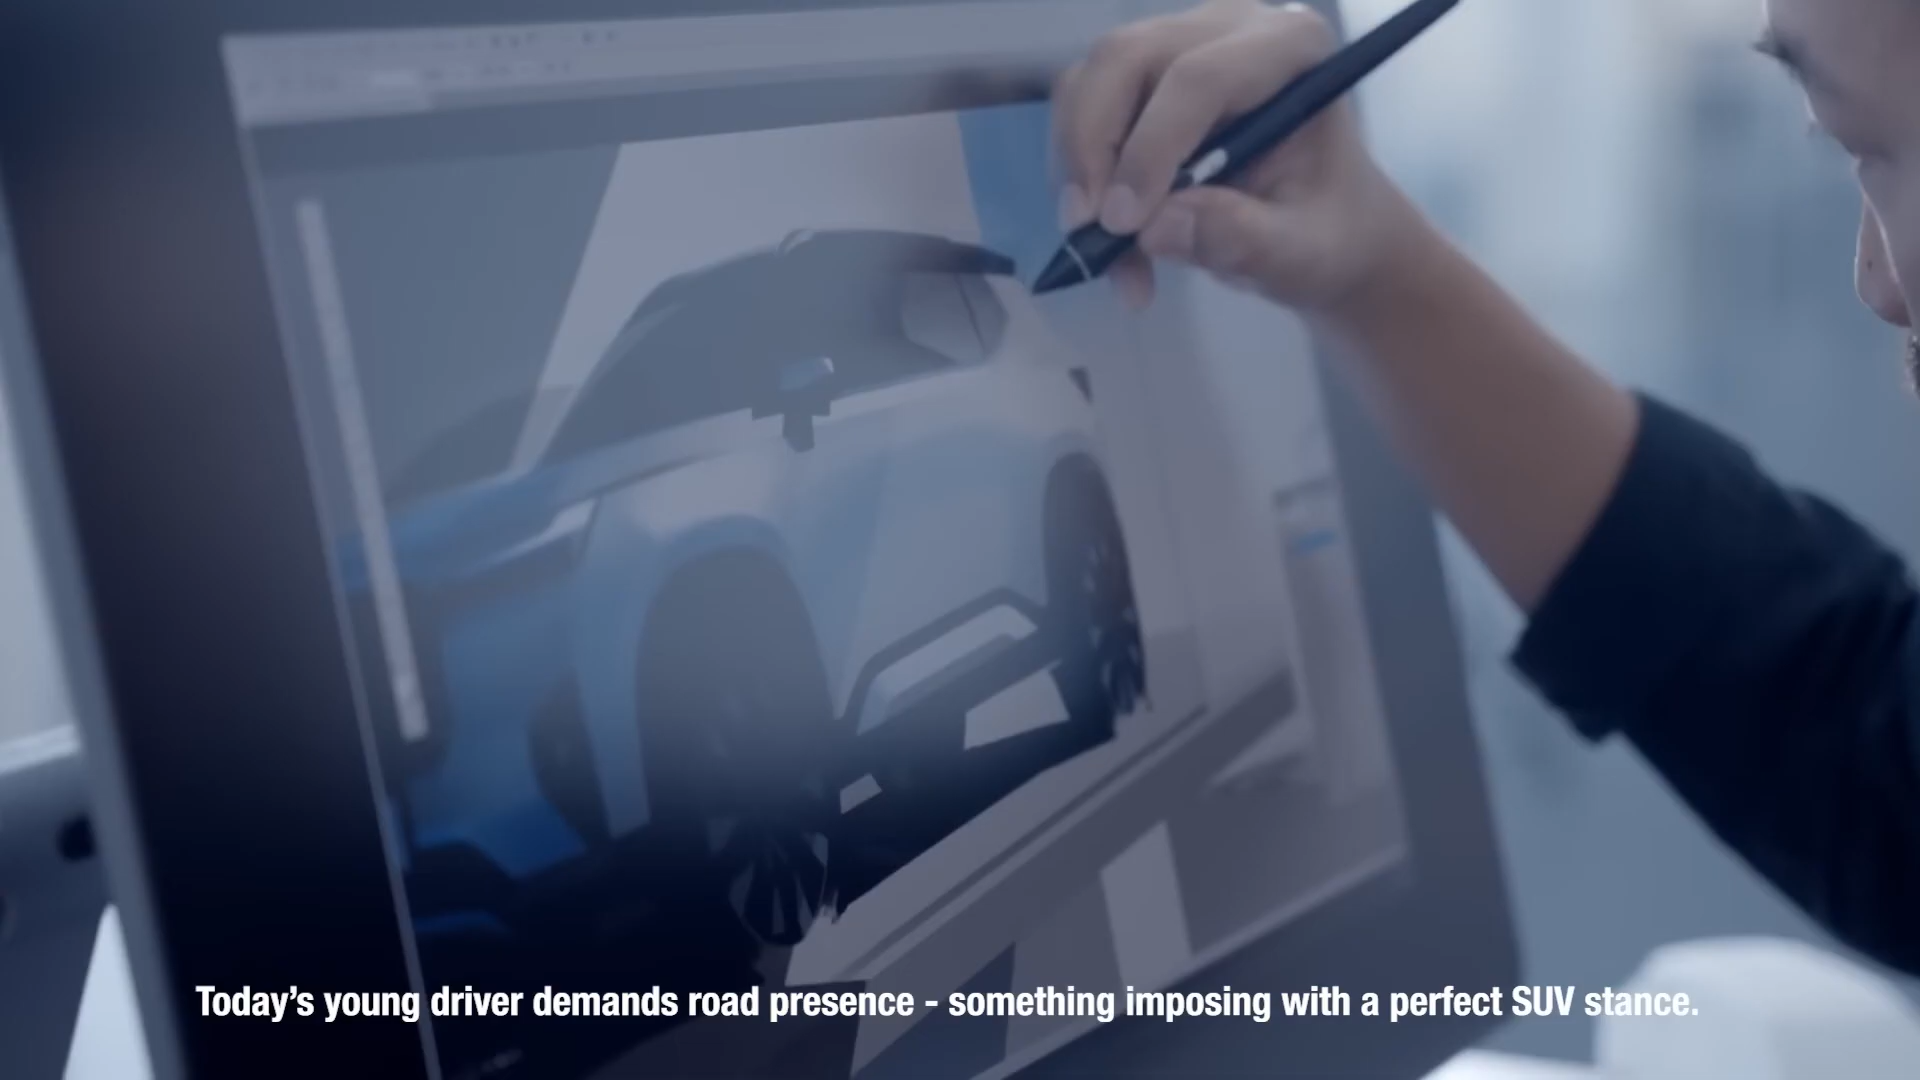 Today’s young driver demands road presence - something imposing with a perfect SUV stance.